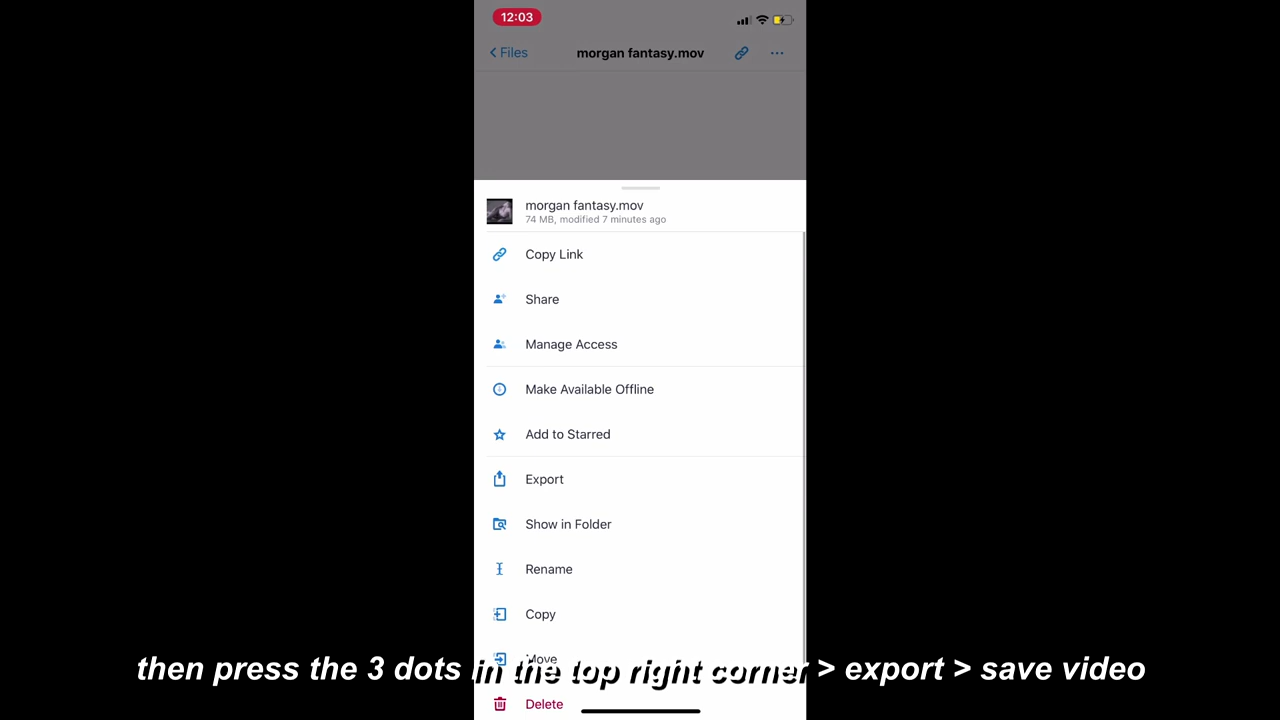 12:03
Files
morgan fantasy.mov
morgan fantasy.mov
74 MB, modified 7 minutes ago
Copy Link
Share
Manage Access
Make Available Offline
Add to Starred
Export
Show in Folder
Rename
Copy
Move
then press the 3 dots in the top right corner > export > save video
Delete